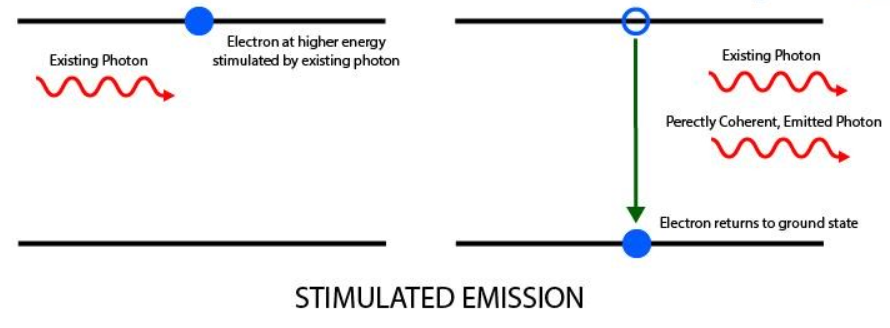 Electron at higher energy
stimulated by existing photon
Existing Photon
Existing Photon
Perectly Coherent, Emitted Photon
Electron returns to ground state
STIMULATED EMISSION